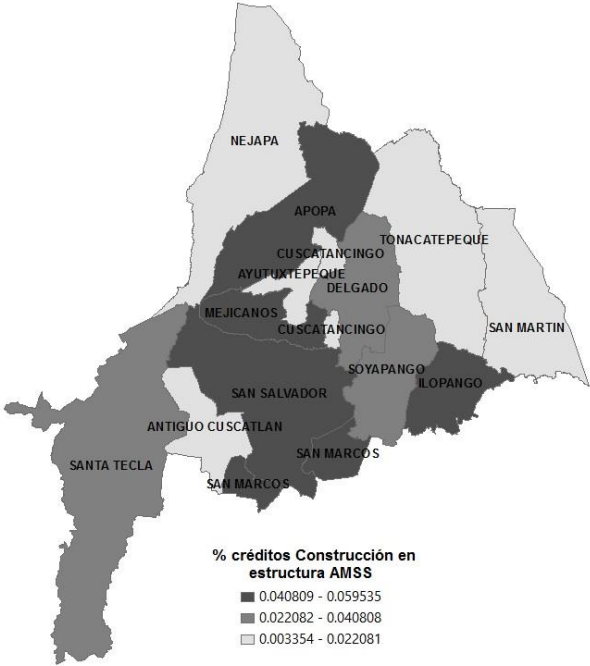 NEJAPA
APOPA
TONACATEPEQUE
CUSCATANCINGO
AYUTUXTEPEQUE
DELGADO
MEJICANOS
CUSCATANCINGO
SAN MARTIN
SOYAPANGO
ILOPANGO
SAN SALVADOR
ANTIGUO CUSCATLAN
SAN MARCOS
SANTA TECLA
SAN MARCOS
% créditos Construcción en
estructura AMSS
0.040809 - 0.059535
0.022082 - 0.040808
0.003354 - 0.022081